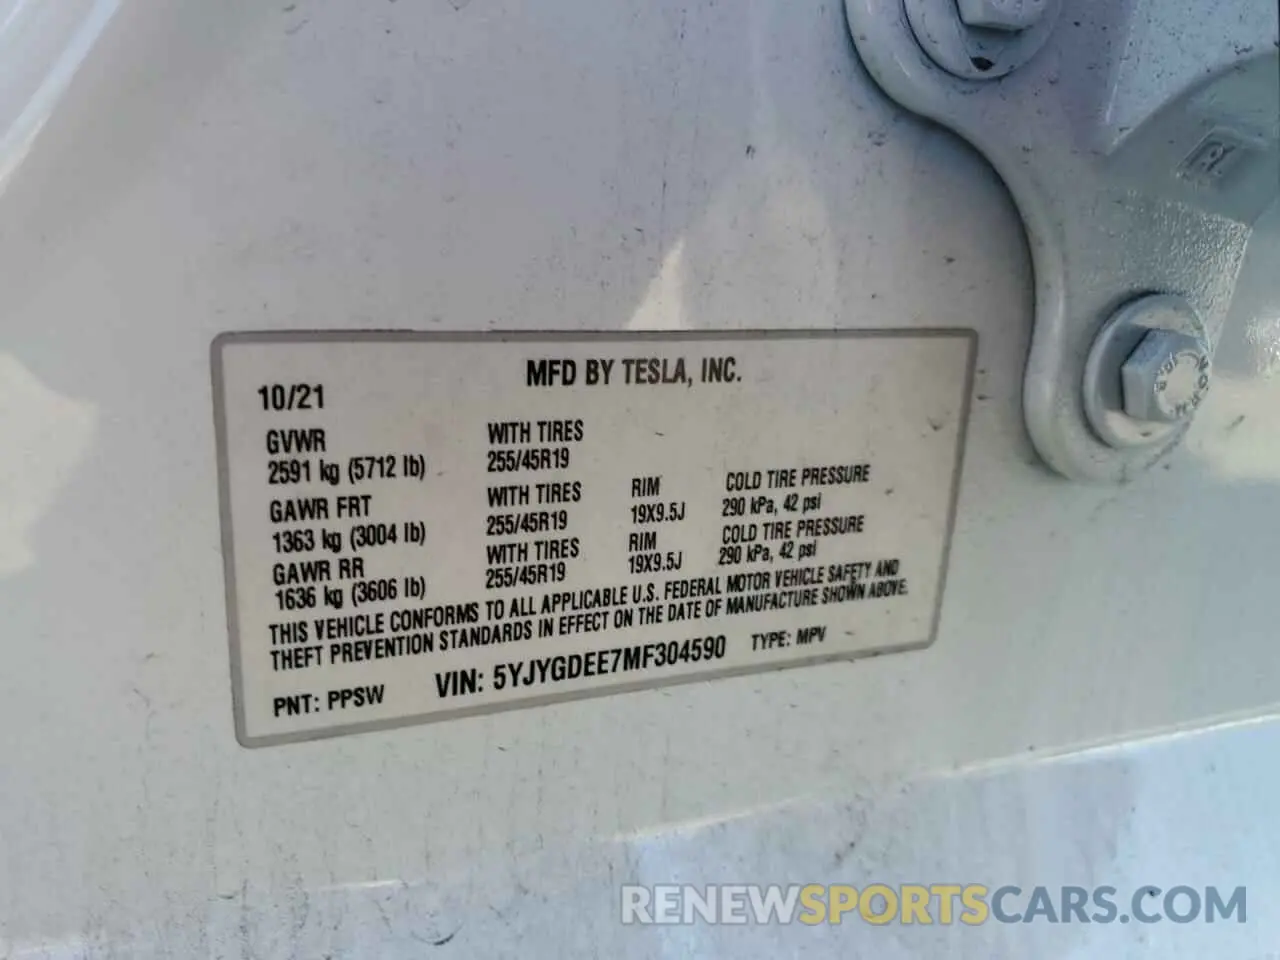 MFD BY TESLA, INC.
10/21
GVWR WITH TIRES
2591 kg (5712 lb) 255/45R19
GAWR FRT WITH TIRES RIM COLD TIRE PRESSURE
1363 kg (3004 lb) 255/45R19 19X9.5J 290 kPa, 42 psi
GAWR RR WITH TIRES RIM COLD TIRE PRESSURE
1636 kg (3606 lb) 255/45R19 19X9.5J 290 kPa, 42 psi
THIS VEHICLE CONFORMS TO ALL APPLICABLE U.S. FEDERAL MOTOR VEHICLE SAFETY AND
THEFT PREVENTION STANDARDS IN EFFECT ON THE DATE OF MANUFACTURE SHOWN ABOVE.
PNT: PPSW VIN: 5YJYGDEE7MF304590 TYPE: MPV
RENEWSPORTSCARS.COM